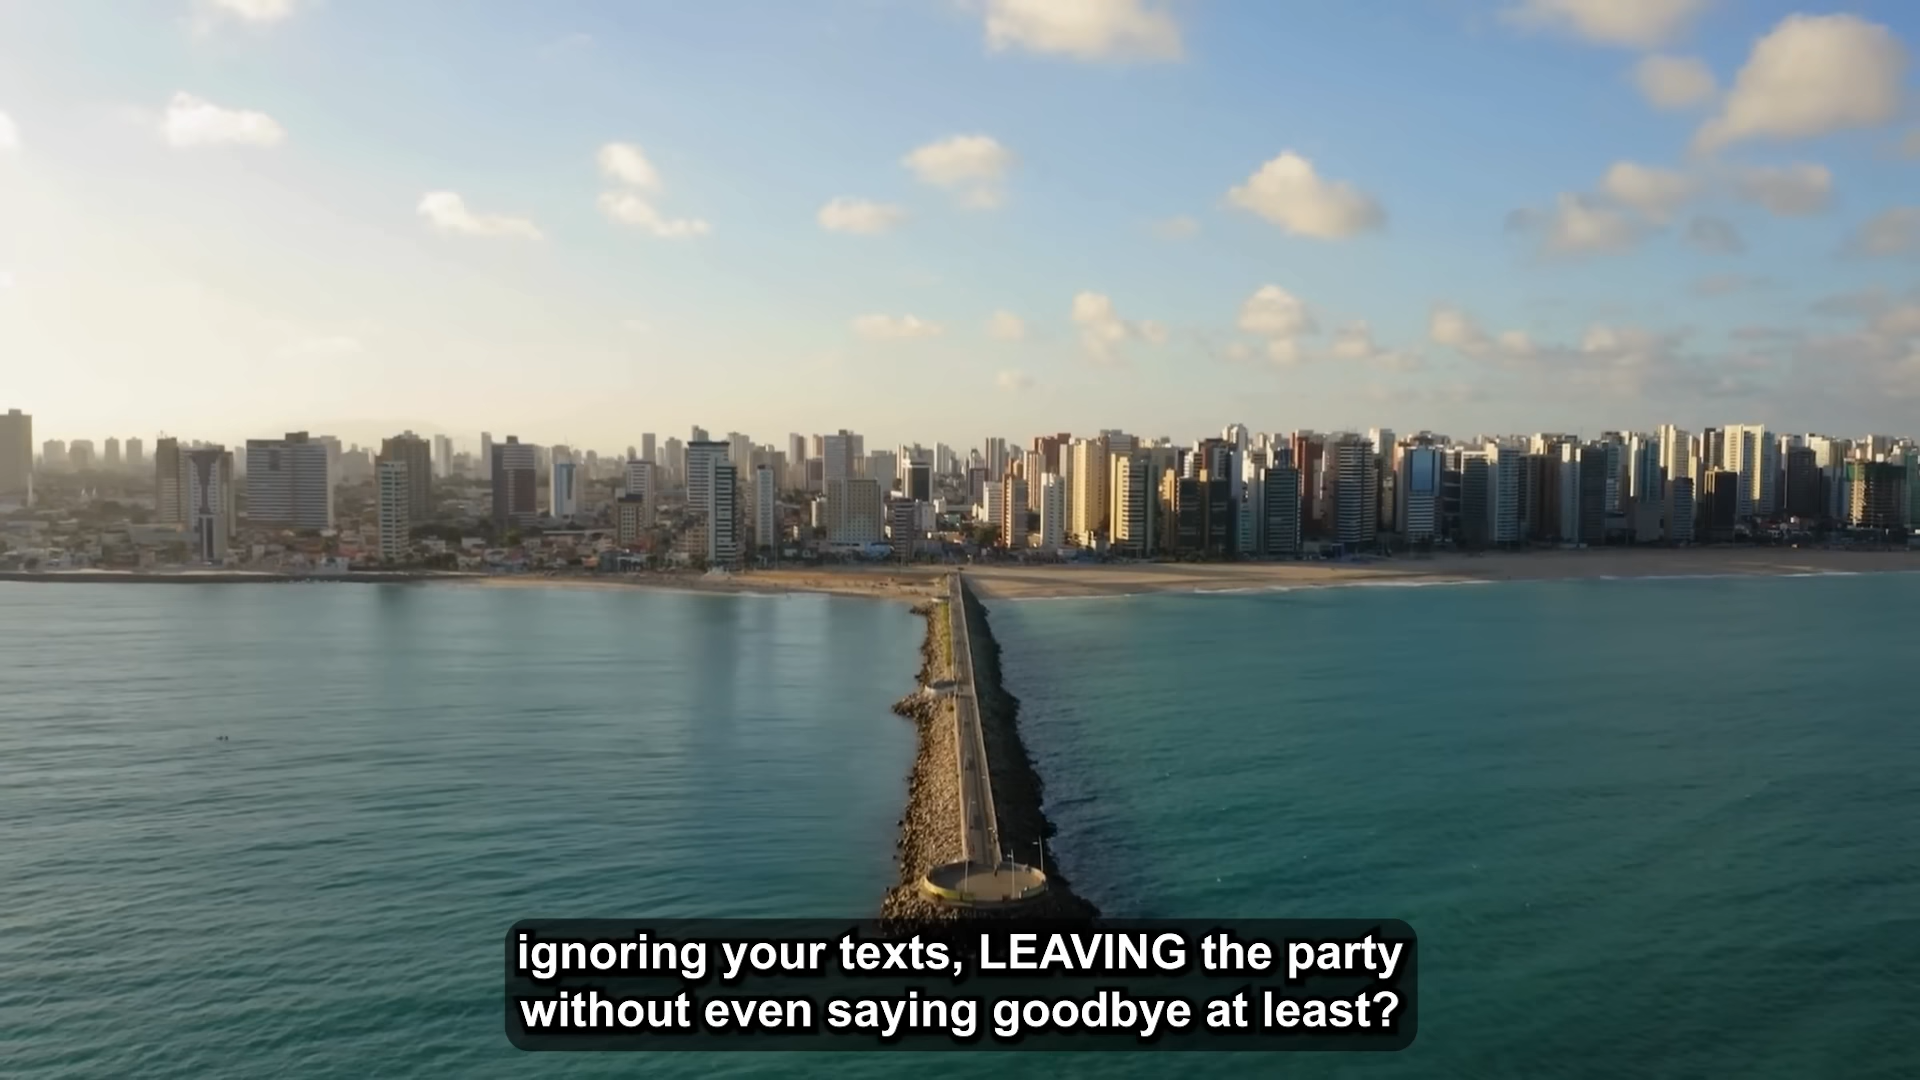 ignoring your texts, LEAVING the party
without even saying goodbye at least?